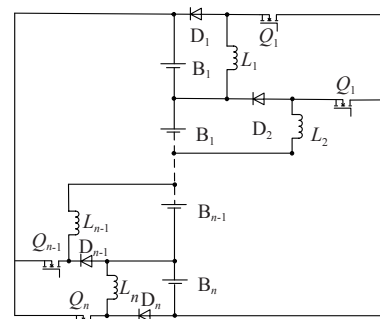 D1 Q1
B1 L1
Q1
B1 D2 L2
Bn-1
Ln-1
Qn-1 Dn-1
Ln Bn
Qn Dn